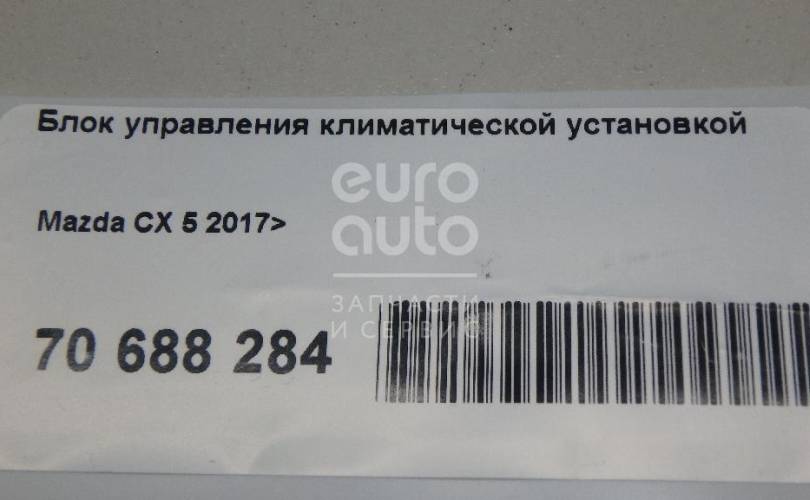 Блок управления климатической установкой
euro
Mazda CX 5 2017>
auto
ЗАПЧАСТИ
И СЕРВИС
70 688 284